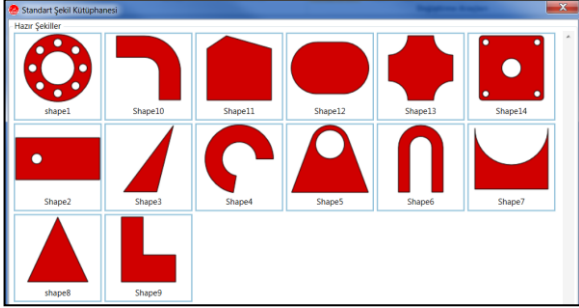 Standart Şekil Kütüphanesi
Hazır Şekiller
shape1 Shape10 Shape11 Shape12 Shape13 Shape14
Shape2 Shape3 Shape4 Shape5 Shape6 Shape7
shape8 Shape9